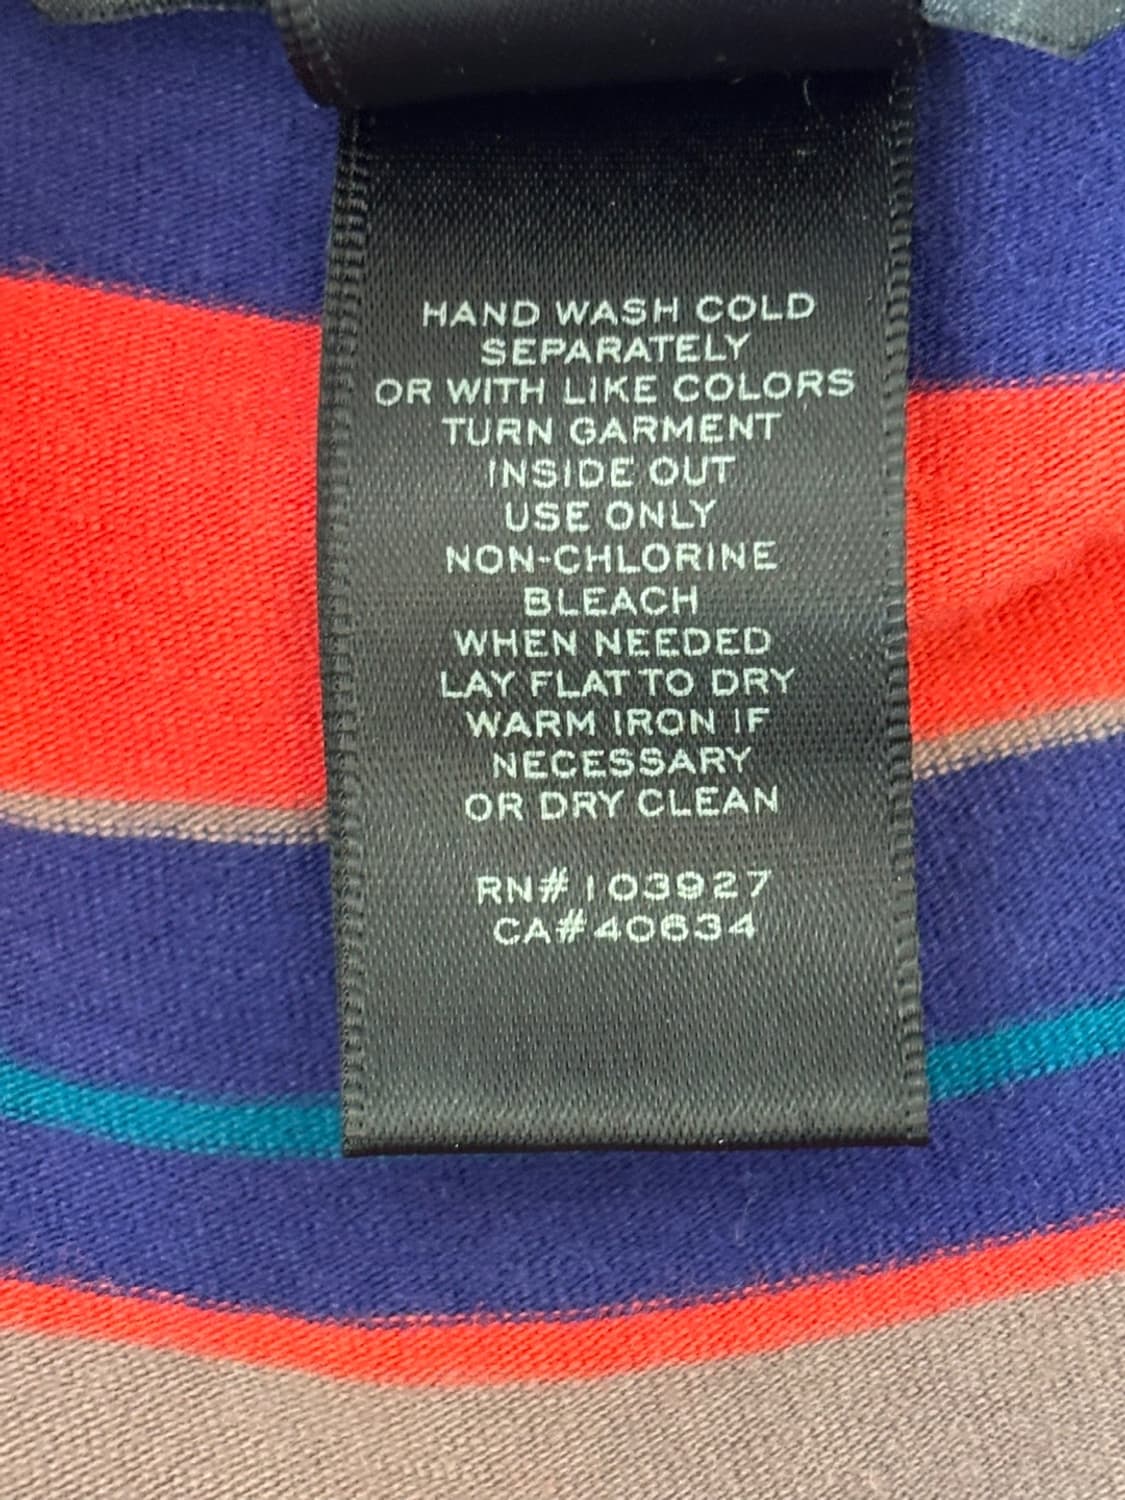 HAND WASH COLD
SEPARATELY
OR WITH LIKE COLORS
TURN GARMENT
INSIDE OUT
USE ONLY
NON-CHLORINE
BLEACH
WHEN NEEDED
LAY FLAT TO DRY
WARM IRON IF
NECESSARY
OR DRY CLEAN
RN# 103927
CA#40634